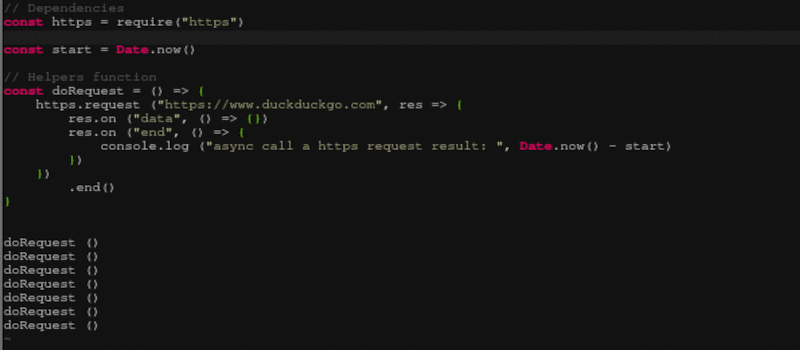 // Dependencies
const https = require("https")
const start = Date.now()
// Helpers function
const doRequest = () => {
https.request ("https://www.duckduckgo.com", res => {
res.on ("data", () => {})
res.on ("end", () => {
console.log ("async call a https request result: ", Date.now() - start)
})
})
.end()
}
doRequest ()
doRequest ()
doRequest ()
doRequest ()
doRequest ()
doRequest ()
doRequest ()
~